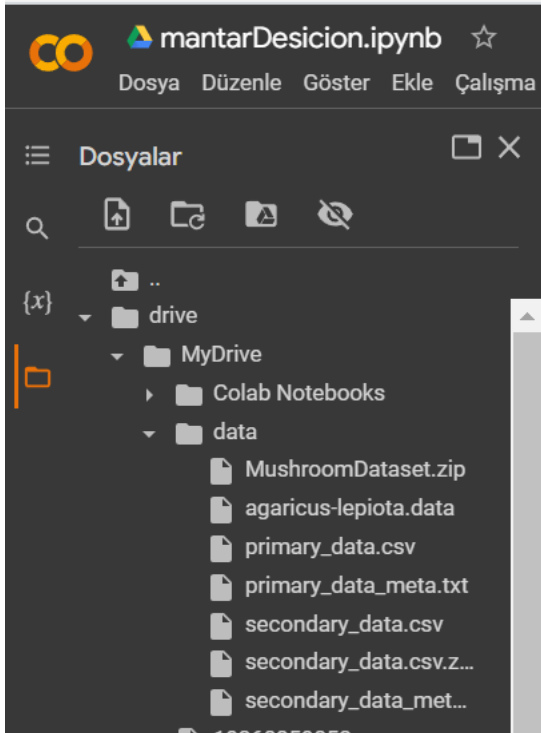 mantarDesicion.ipynb
Dosya Düzenle Göster Ekle Çalışma
Dosyalar
..
{x}
drive
MyDrive
Colab Notebooks
data
MushroomDataset.zip
agaricus-lepiota.data
primary_data.csv
primary_data_meta.txt
secondary_data.csv
secondary_data.csv.z...
secondary_data_met...